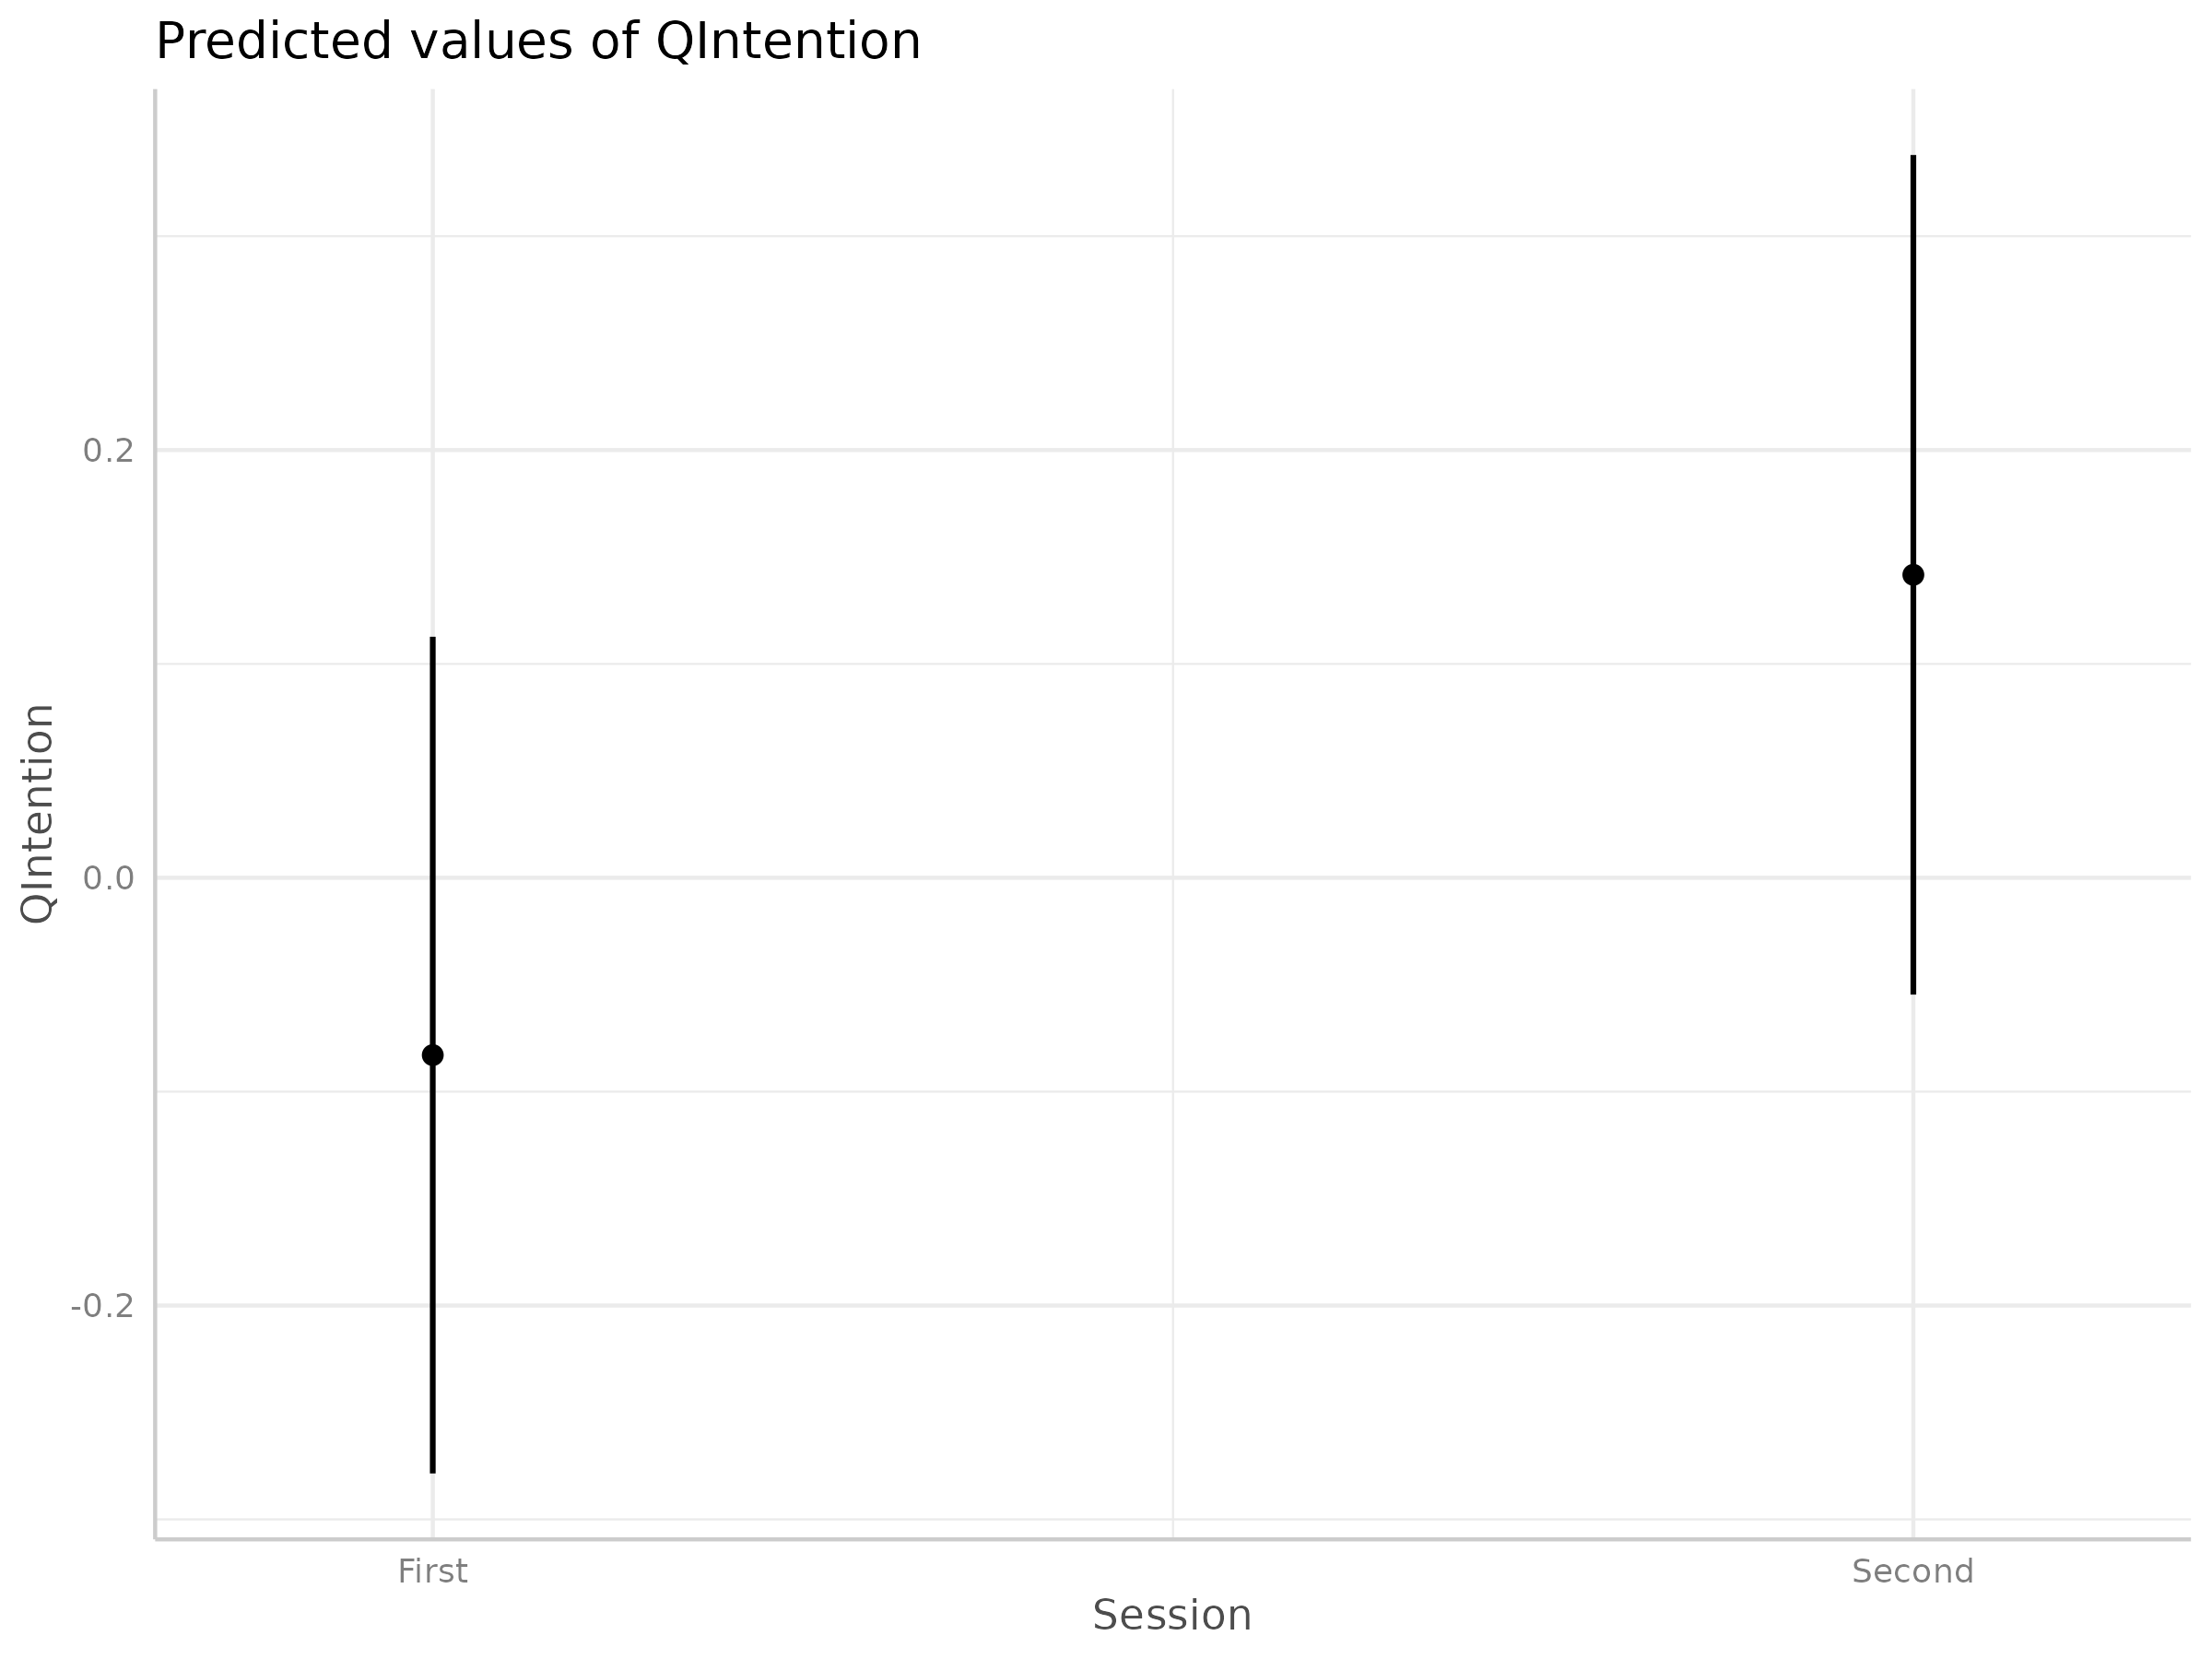 Predicted values of QIntention
QIntention
0.2
0.0
-0.2
First
Second
Session